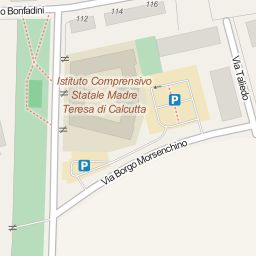 o Bonfadini
112
114
116
Istituto Comprensivo
Statale Madre
Teresa di Calcutta
P
P
Via Taliedo
Via Borgo Morsenchino